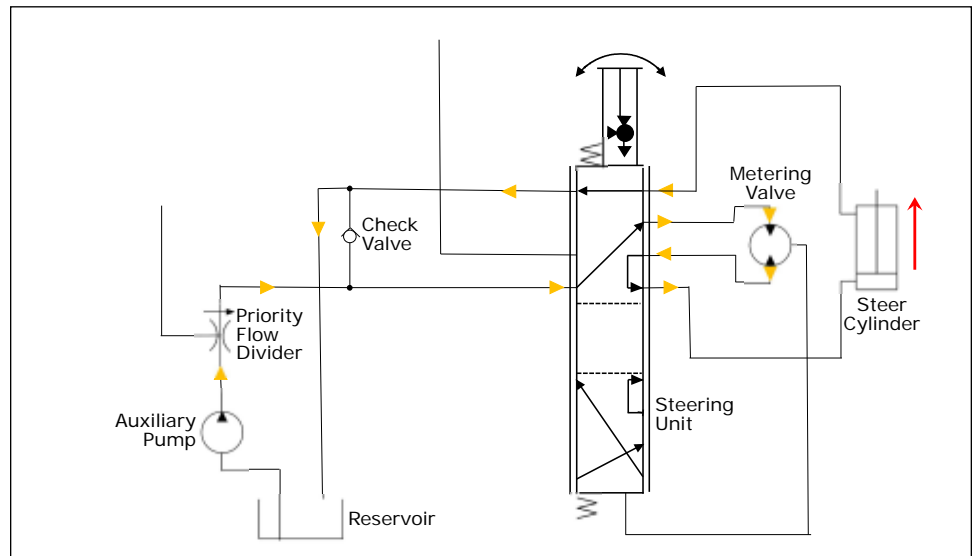 Metering
Valve
Check
Valve
Priority
Flow
Divider
Steer
Cylinder
Auxiliary
Pump
Steering
Unit
Reservoir